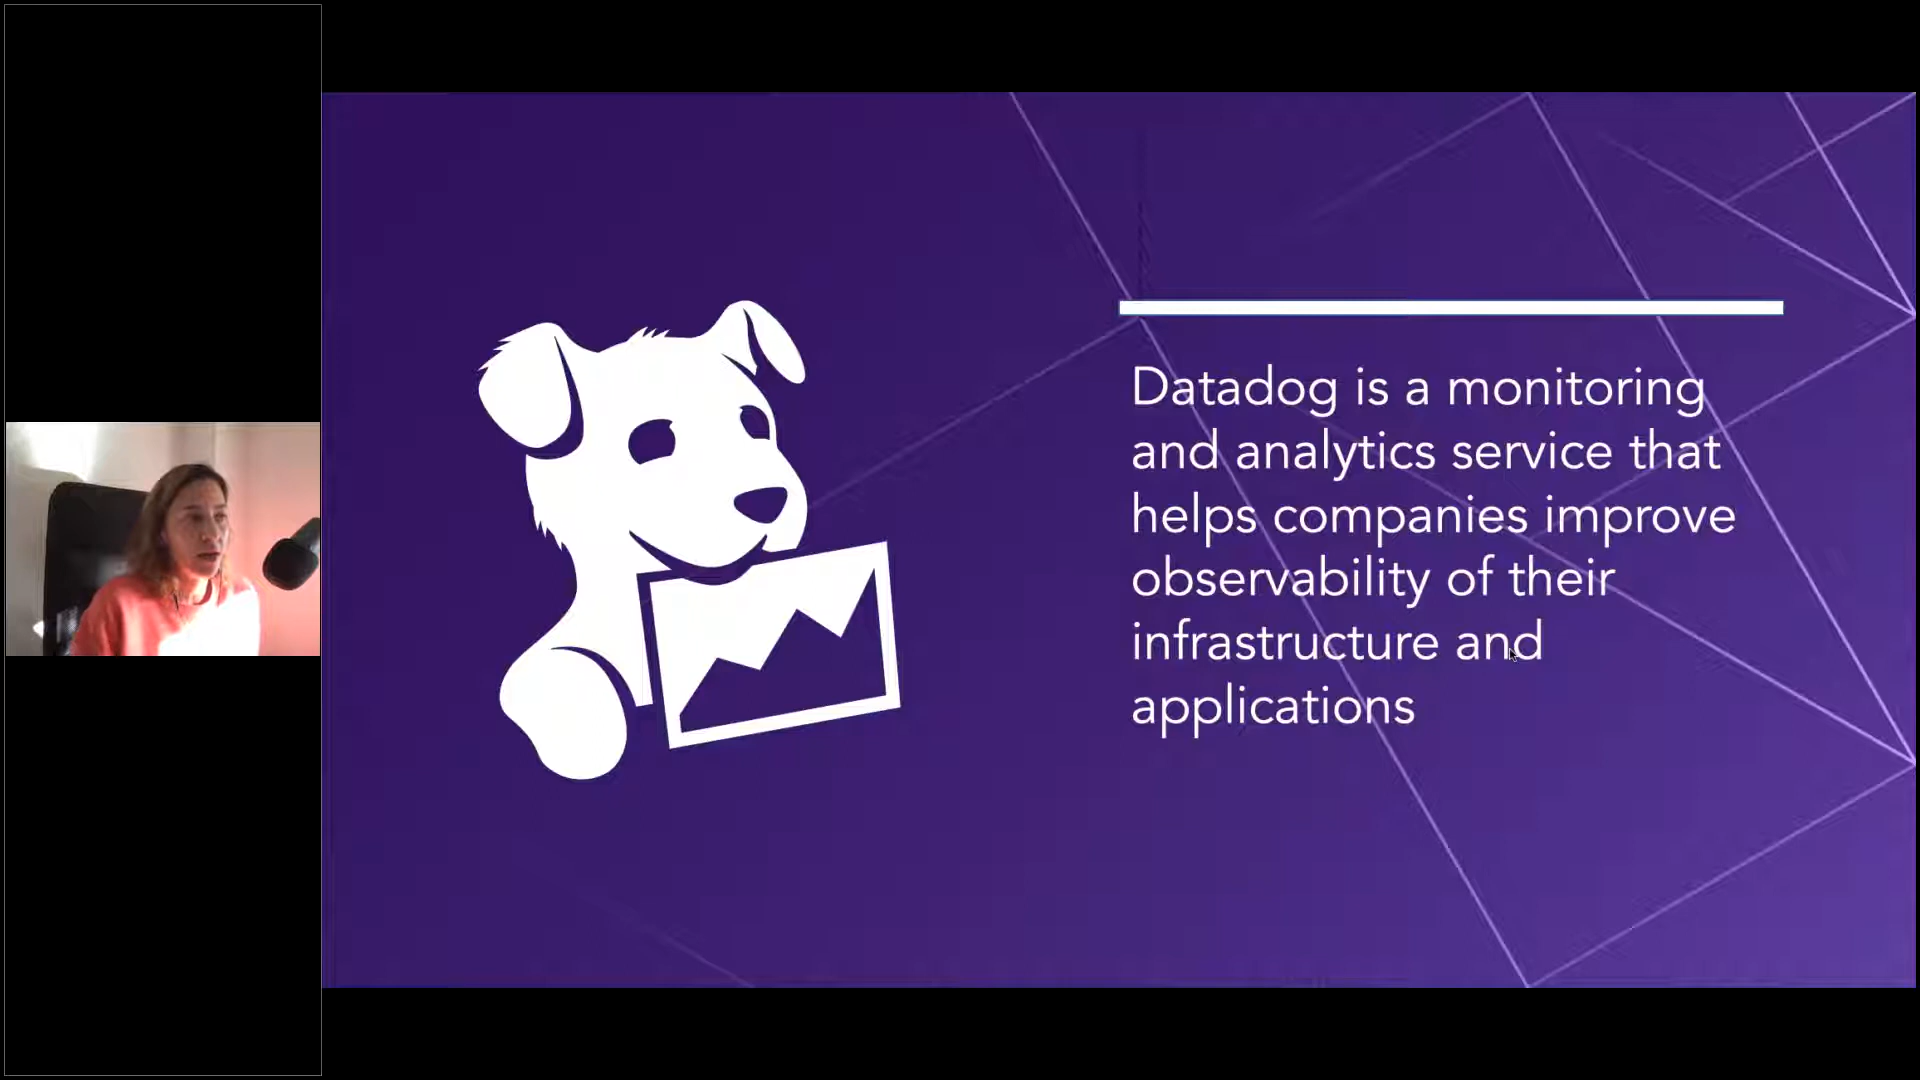 Datadog is a monitoring
and analytics service that
helps companies improve
observability of their
infrastructure and
applications